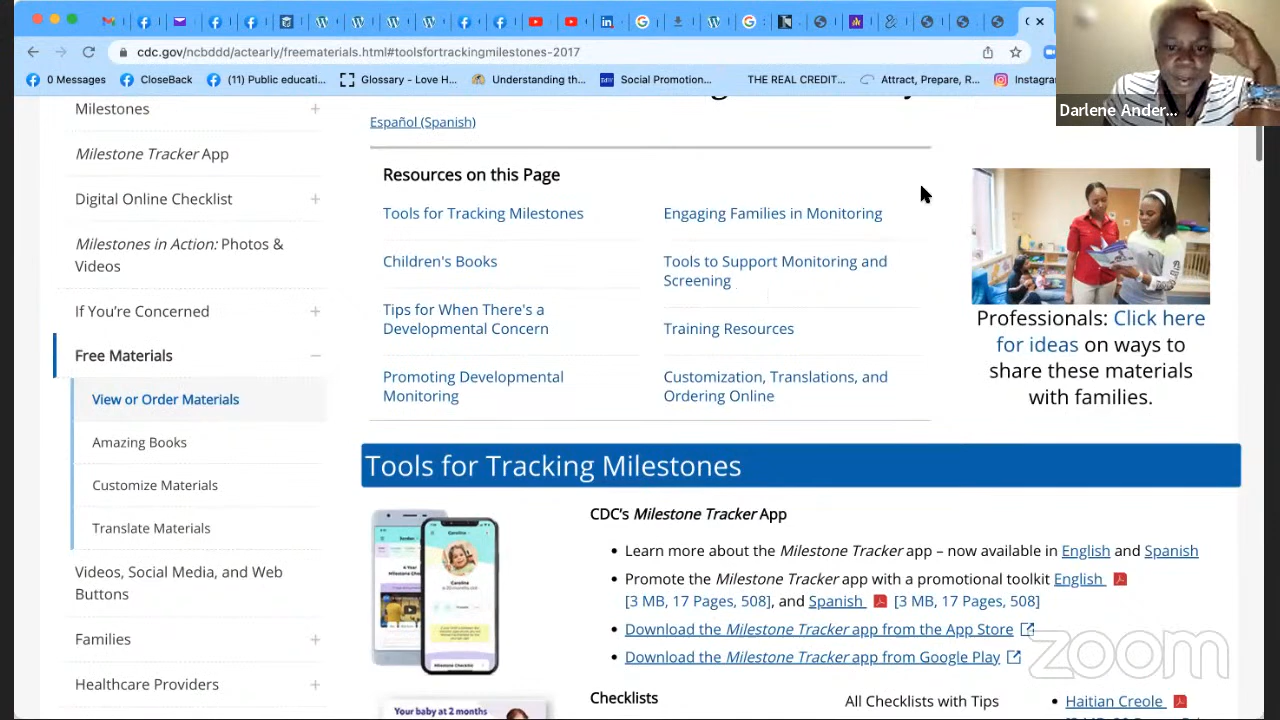 cdc.gov/ncbddd/actearly/freematerials.html#toolsfortrackingmilestones-2017
0 Messages
CloseBack
(11) Public educati...
Glossary - Love H...
Understanding th...
Social Promotion...
THE REAL CREDIT...
Attract, Prepare, R...
Instagram
Darlene Ander...
Milestones
Milestone Tracker App
Digital Online Checklist
Milestones in Action: Photos &
Videos
If You're Concerned
Free Materials
View or Order Materials
Amazing Books
Customize Materials
Translate Materials
Videos, Social Media, and Web
Buttons
Families
Healthcare Providers
Español (Spanish)
Resources on this Page
Tools for Tracking Milestones
Engaging Families in Monitoring
Children's Books
Tools to Support Monitoring and
Screening
Tips for When There's a
Developmental Concern
Training Resources
Promoting Developmental
Monitoring
Customization, Translations, and
Ordering Online
Professionals: Click here
for ideas on ways to
share these materials
with families.
Tools for Tracking Milestones
CDC's Milestone Tracker App
• Learn more about the Milestone Tracker app – now available in English and Spanish
• Promote the Milestone Tracker app with a promotional toolkit English
[3 MB, 17 Pages, 508], and Spanish [3 MB, 17 Pages, 508]
• Download the Milestone Tracker app from the App Store
• Download the Milestone Tracker app from Google Play
zoom
Checklists
All Checklists with Tips
• Haitian Creole
Your baby at 2 months